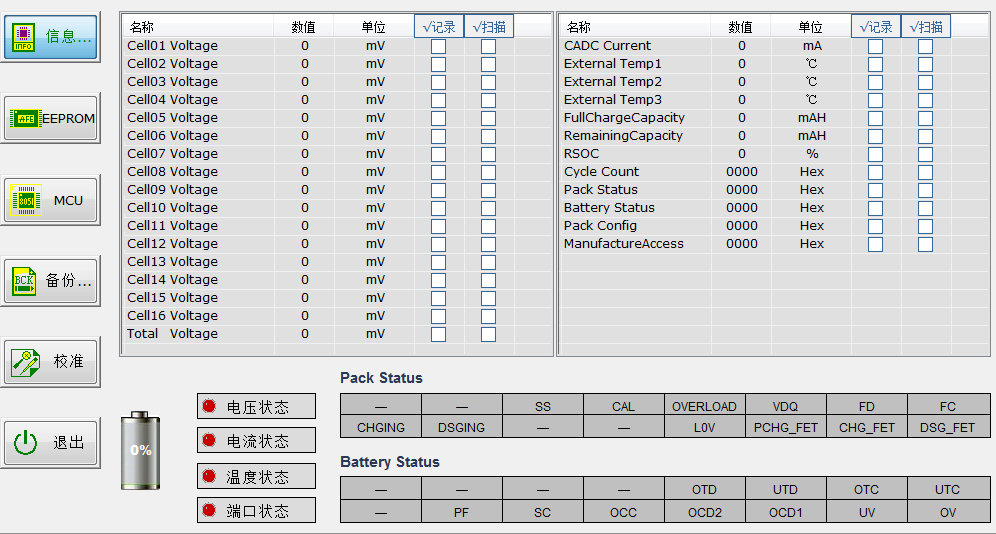 信息...
INFO
AFE
EEPROM
8051
MCU
BCK
备份...
校准
退出
名称 数值 单位 √记录 √扫描
Cell01 Voltage 0 mV
Cell02 Voltage 0 mV
Cell03 Voltage 0 mV
Cell04 Voltage 0 mV
Cell05 Voltage 0 mV
Cell06 Voltage 0 mV
Cell07 Voltage 0 mV
Cell08 Voltage 0 mV
Cell09 Voltage 0 mV
Cell10 Voltage 0 mV
Cell11 Voltage 0 mV
Cell12 Voltage 0 mV
Cell13 Voltage 0 mV
Cell14 Voltage 0 mV
Cell15 Voltage 0 mV
Cell16 Voltage 0 mV
Total Voltage 0 mV
名称 数值 单位 √记录 √扫描
CADC Current 0 mA
External Temp1 0 ℃
External Temp2 0 ℃
External Temp3 0 ℃
FullChargeCapacity 0 mAH
RemainingCapacity 0 mAH
RSOC 0 %
Cycle Count 0000 Hex
Pack Status 0000 Hex
Battery Status 0000 Hex
Pack Config 0000 Hex
ManufactureAccess 0000 Hex
0%
电压状态
电流状态
温度状态
端口状态
Pack Status
— — SS CAL OVERLOAD VDQ FD FC
CHGING DSGING — — L0V PCHG_FET CHG_FET DSG_FET
Battery Status
— — — — OTD UTD OTC UTC
— PF SC OCC OCD2 OCD1 UV OV